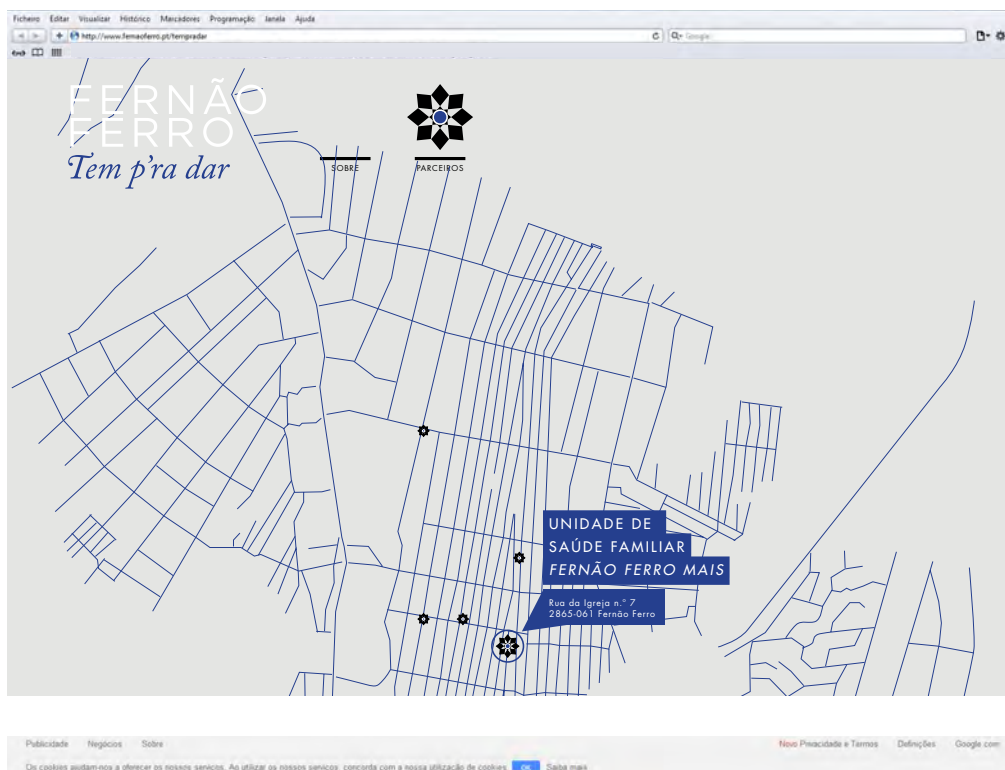 Ficheiro Editar Visualizar Histórico Marcadores Programação Janela Ajuda
http://www.fernaoferro.pt/tempradar
Google
FERNÃO
FERRO
Tem p'ra dar
SOBRE
PARCEIROS
UNIDADE DE
SAÚDE FAMILIAR
FERNÃO FERRO MAIS
Rua da Igreja n.º 7
2865-061 Fernão Ferro
Publicidade Negócios Sobre
Novo Privacidade e Termos Definições Google.com
Os cookies ajudam-nos a oferecer os nossos serviços. Ao utilizar os nossos serviços, concorda com a nossa utilização de cookies. OK Saiba mais